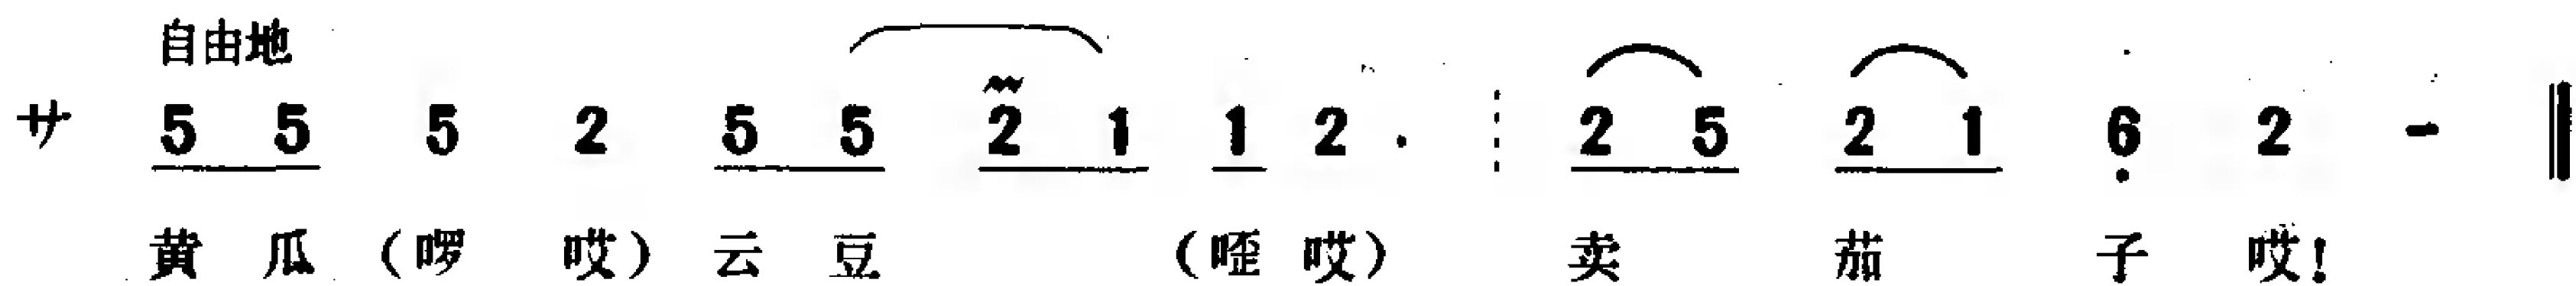 自由地
サ 5 5 5 2 5 5 2 1 1 2 . 2 5 2 1 6 2 -
黄 瓜 (啰 哎) 云 豆 (㖿 哎) 卖 茄 子 哎!